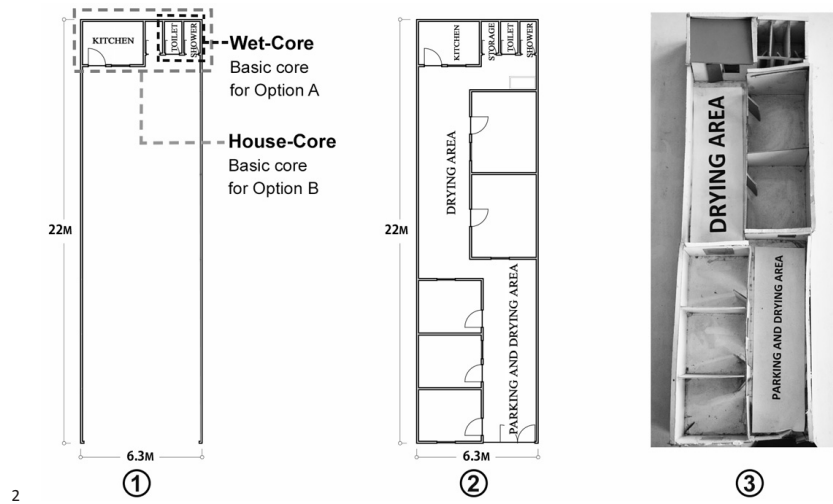 KITCHEN
TOILET
SHOWER
Wet-Core
Basic core
for Option A
House-Core
Basic core
for Option B
22M
6.3M
1
KITCHEN
STORAGE
TOILET
SHOWER
DRYING AREA
PARKING AND DRYING AREA
22M
6.3M
2
DRYING AREA
PARKING AND DRYING AREA
3
2